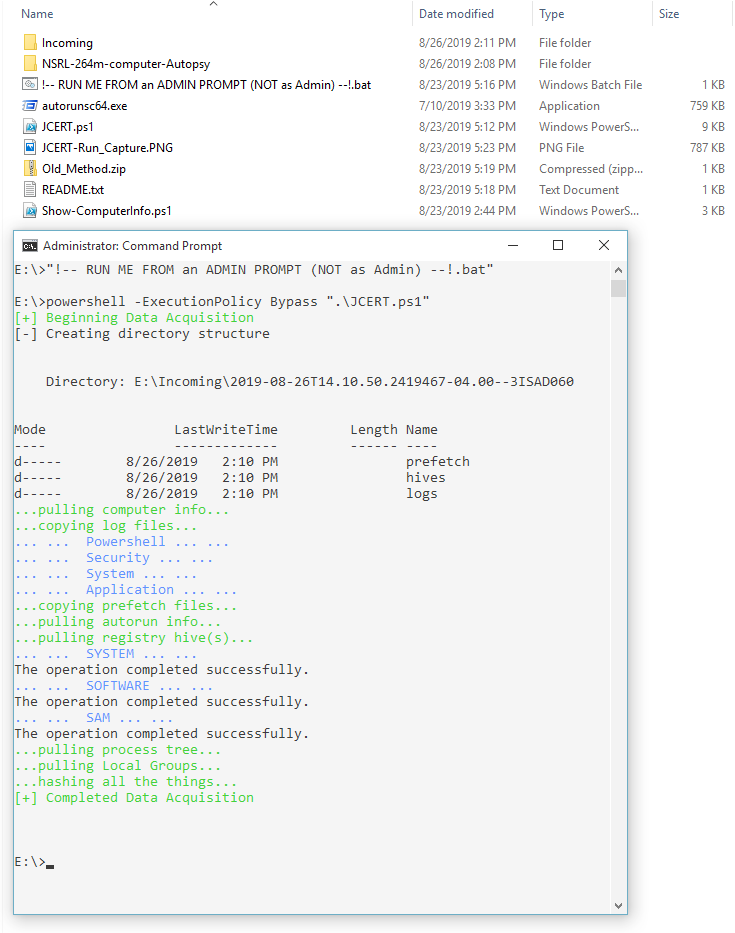 Name Date modified Type Size
Incoming 8/26/2019 2:11 PM File folder
NSRL-264m-computer-Autopsy 8/26/2019 2:08 PM File folder
!-- RUN ME FROM an ADMIN PROMPT (NOT as Admin) --!.bat 8/23/2019 5:16 PM Windows Batch File 1 KB
autorunsc64.exe 7/10/2019 3:33 PM Application 759 KB
JCERT.ps1 8/23/2019 5:12 PM Windows PowerS... 9 KB
JCERT-Run_Capture.PNG 8/23/2019 5:23 PM PNG File 787 KB
Old_Method.zip 8/23/2019 5:19 PM Compressed (zipp... 1 KB
README.txt 8/23/2019 5:18 PM Text Document 1 KB
Show-ComputerInfo.ps1 8/23/2019 2:44 PM Windows PowerS... 3 KB
Administrator: Command Prompt
E:\>"!-- RUN ME FROM an ADMIN PROMPT (NOT as Admin) --!.bat"
E:\>powershell -ExecutionPolicy Bypass ".\JCERT.ps1"
[+] Beginning Data Acquisition
[-] Creating directory structure
Directory: E:\Incoming\2019-08-26T14.10.50.2419467-04.00--3ISAD060
Mode LastWriteTime Length Name
---- ------------- ------ ----
d----- 8/26/2019 2:10 PM prefetch
d----- 8/26/2019 2:10 PM hives
d----- 8/26/2019 2:10 PM logs
...pulling computer info...
...copying log files...
... ... Powershell ... ...
... ... Security ... ...
... ... System ... ...
... ... Application ... ...
...copying prefetch files...
...pulling autorun info...
...pulling registry hive(s)...
... ... SYSTEM ... ...
The operation completed successfully.
... ... SOFTWARE ... ...
The operation completed successfully.
... ... SAM ... ...
The operation completed successfully.
...pulling process tree...
...pulling Local Groups...
...hashing all the things...
[+] Completed Data Acquisition
E:\>